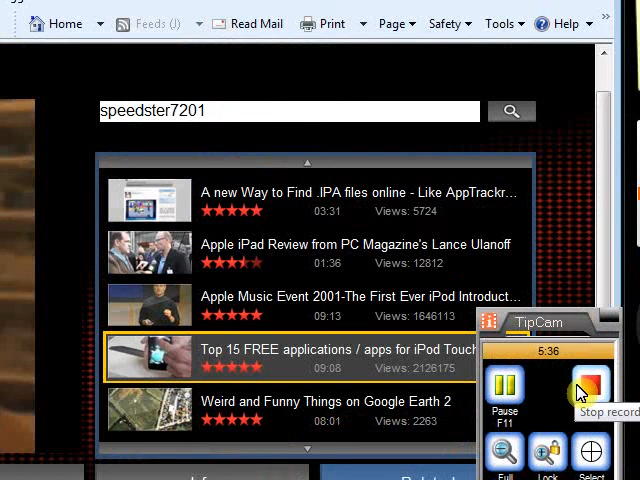 Home Feeds (J) Read Mail Print Page Safety Tools Help »
speedster7201
A new Way to Find .IPA files online - Like AppTrackr...
03:31 Views: 5724
Apple iPad Review from PC Magazine's Lance Ulanoff
01:36 Views: 12812
Apple Music Event 2001-The First Ever iPod Introduct...
09:13 Views: 1646113
Top 15 FREE applications / apps for iPod Touch
09:08 Views: 2126175
Weird and Funny Things on Google Earth 2
08:01 Views: 2263
TipCam
5:36
Pause
F11
Stop record
Full Lock Select
Related